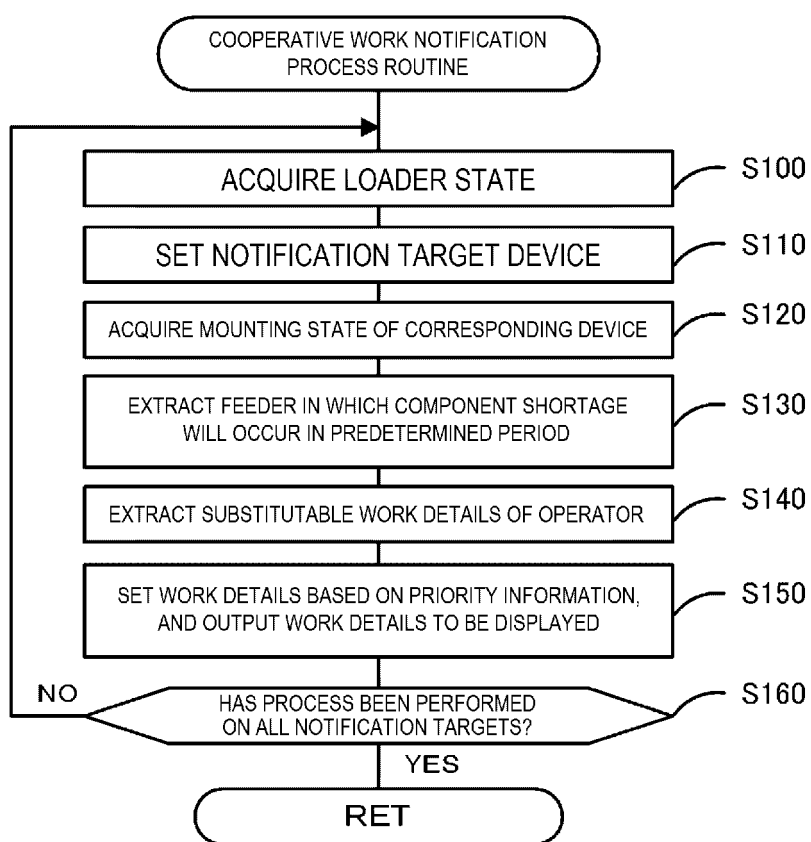 COOPERATIVE WORK NOTIFICATION
PROCESS ROUTINE
ACQUIRE LOADER STATE
S100
SET NOTIFICATION TARGET DEVICE
S110
ACQUIRE MOUNTING STATE OF CORRESPONDING DEVICE
S120
EXTRACT FEEDER IN WHICH COMPONENT SHORTAGE
WILL OCCUR IN PREDETERMINED PERIOD
S130
EXTRACT SUBSTITUTABLE WORK DETAILS OF OPERATOR
S140
SET WORK DETAILS BASED ON PRIORITY INFORMATION,
AND OUTPUT WORK DETAILS TO BE DISPLAYED
S150
NO
HAS PROCESS BEEN PERFORMED
ON ALL NOTIFICATION TARGETS?
S160
YES
RET